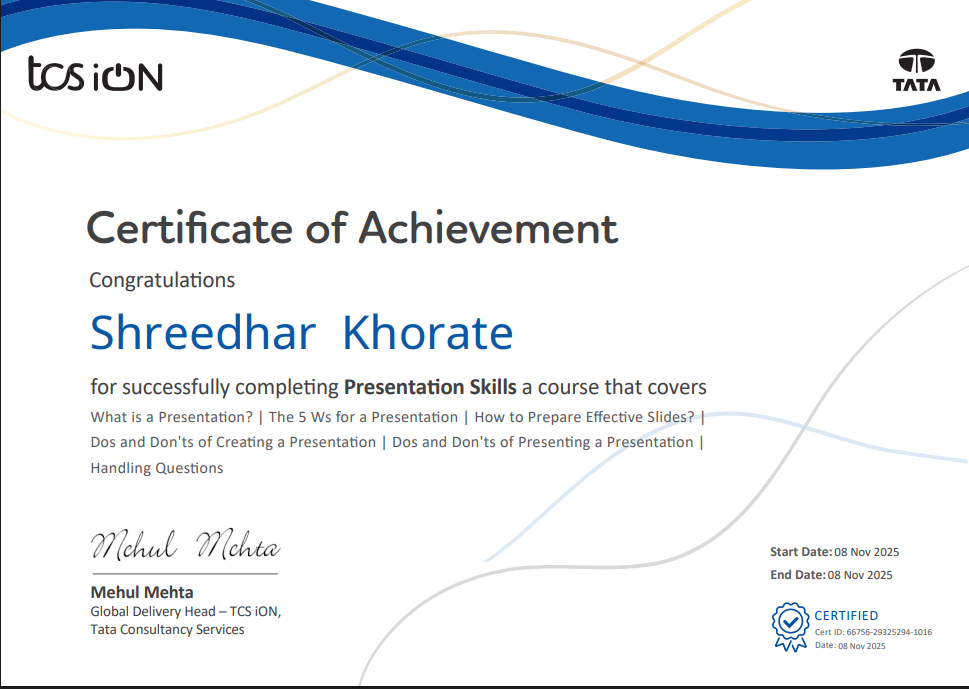 tcs iON
TATA
Certificate of Achievement
Congratulations
Shreedhar Khorate
for successfully completing Presentation Skills a course that covers
What is a Presentation? | The 5 Ws for a Presentation | How to Prepare Effective Slides? |
Dos and Don'ts of Creating a Presentation | Dos and Don'ts of Presenting a Presentation |
Handling Questions
Mehul Mehta
Mehul Mehta
Global Delivery Head – TCS iON,
Tata Consultancy Services
Start Date: 08 Nov 2025
End Date: 08 Nov 2025
CERTIFIED
Cert ID: 66756-29325294-1016
Date: 08 Nov 2025